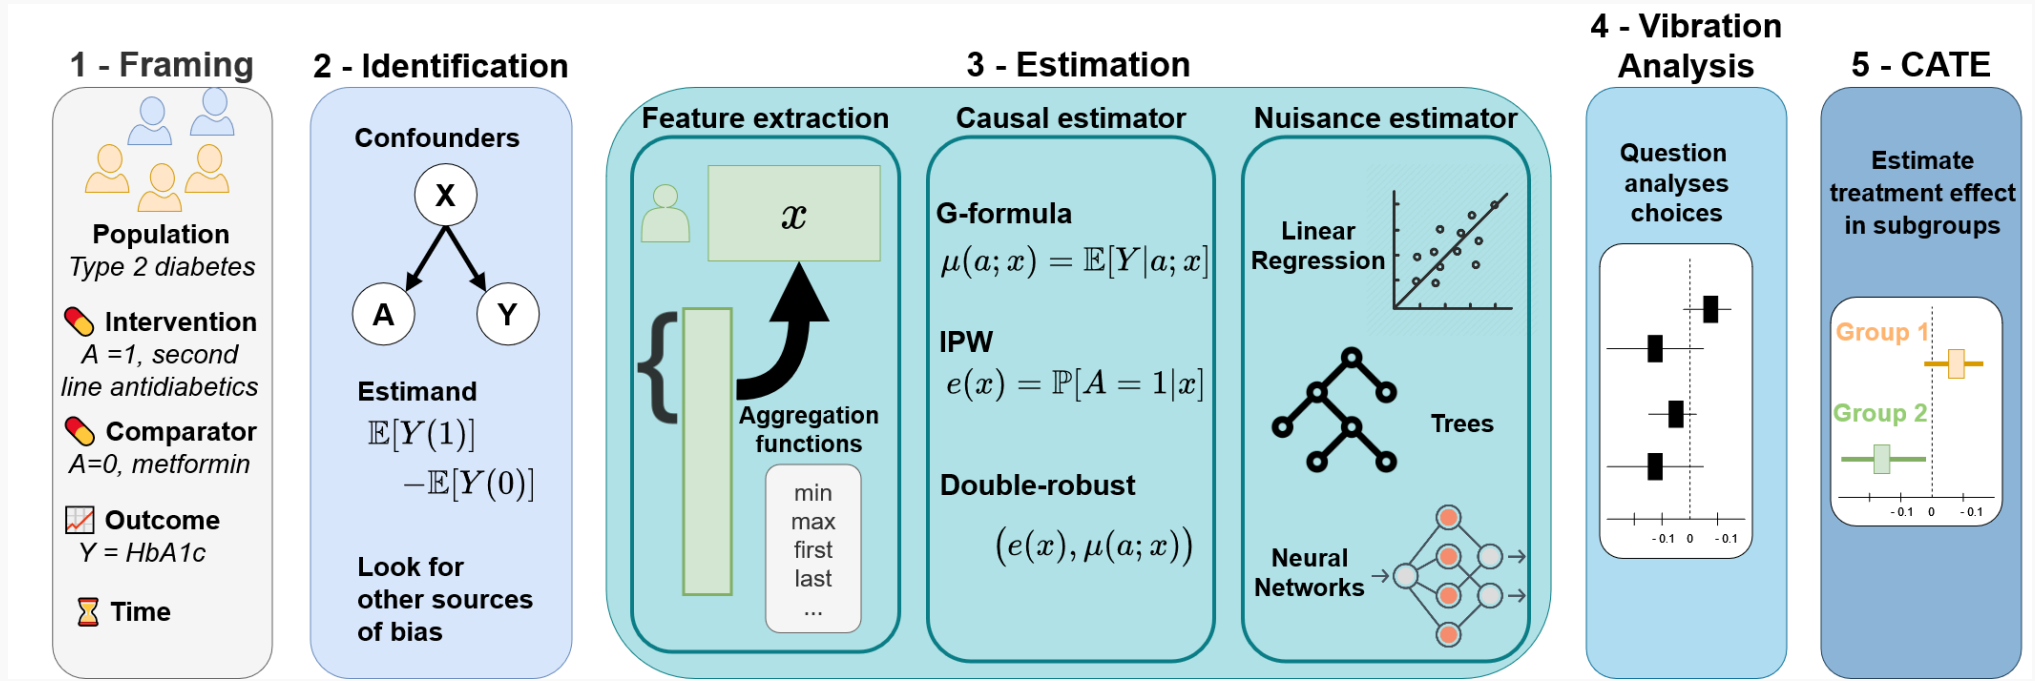 1 - Framing
Population
Type 2 diabetes
Intervention
A =1, second
line antidiabetics
Comparator
A=0, metformin
Outcome
Y = HbA1c
Time
2 - Identification
Confounders
X
A
Y
Estimand
𝔼[Y(1)]
−𝔼[Y(0)]
Look for
other sources
of bias
3 - Estimation
Feature extraction
x
{
Aggregation
functions
min
max
first
last
...
Causal estimator
G-formula
μ(a; x) = 𝔼[Y|a; x]
IPW
e(x) = ℙ[A = 1|x]
Double-robust
(e(x), μ(a; x))
Nuisance estimator
Linear
Regression
Trees
Neural
Networks
4 - Vibration
Analysis
Question
analyses
choices
- 0.1 0 - 0.1
5 - CATE
Estimate
treatment effect
in subgroups
Group 1
Group 2
- 0.1 0 - 0.1